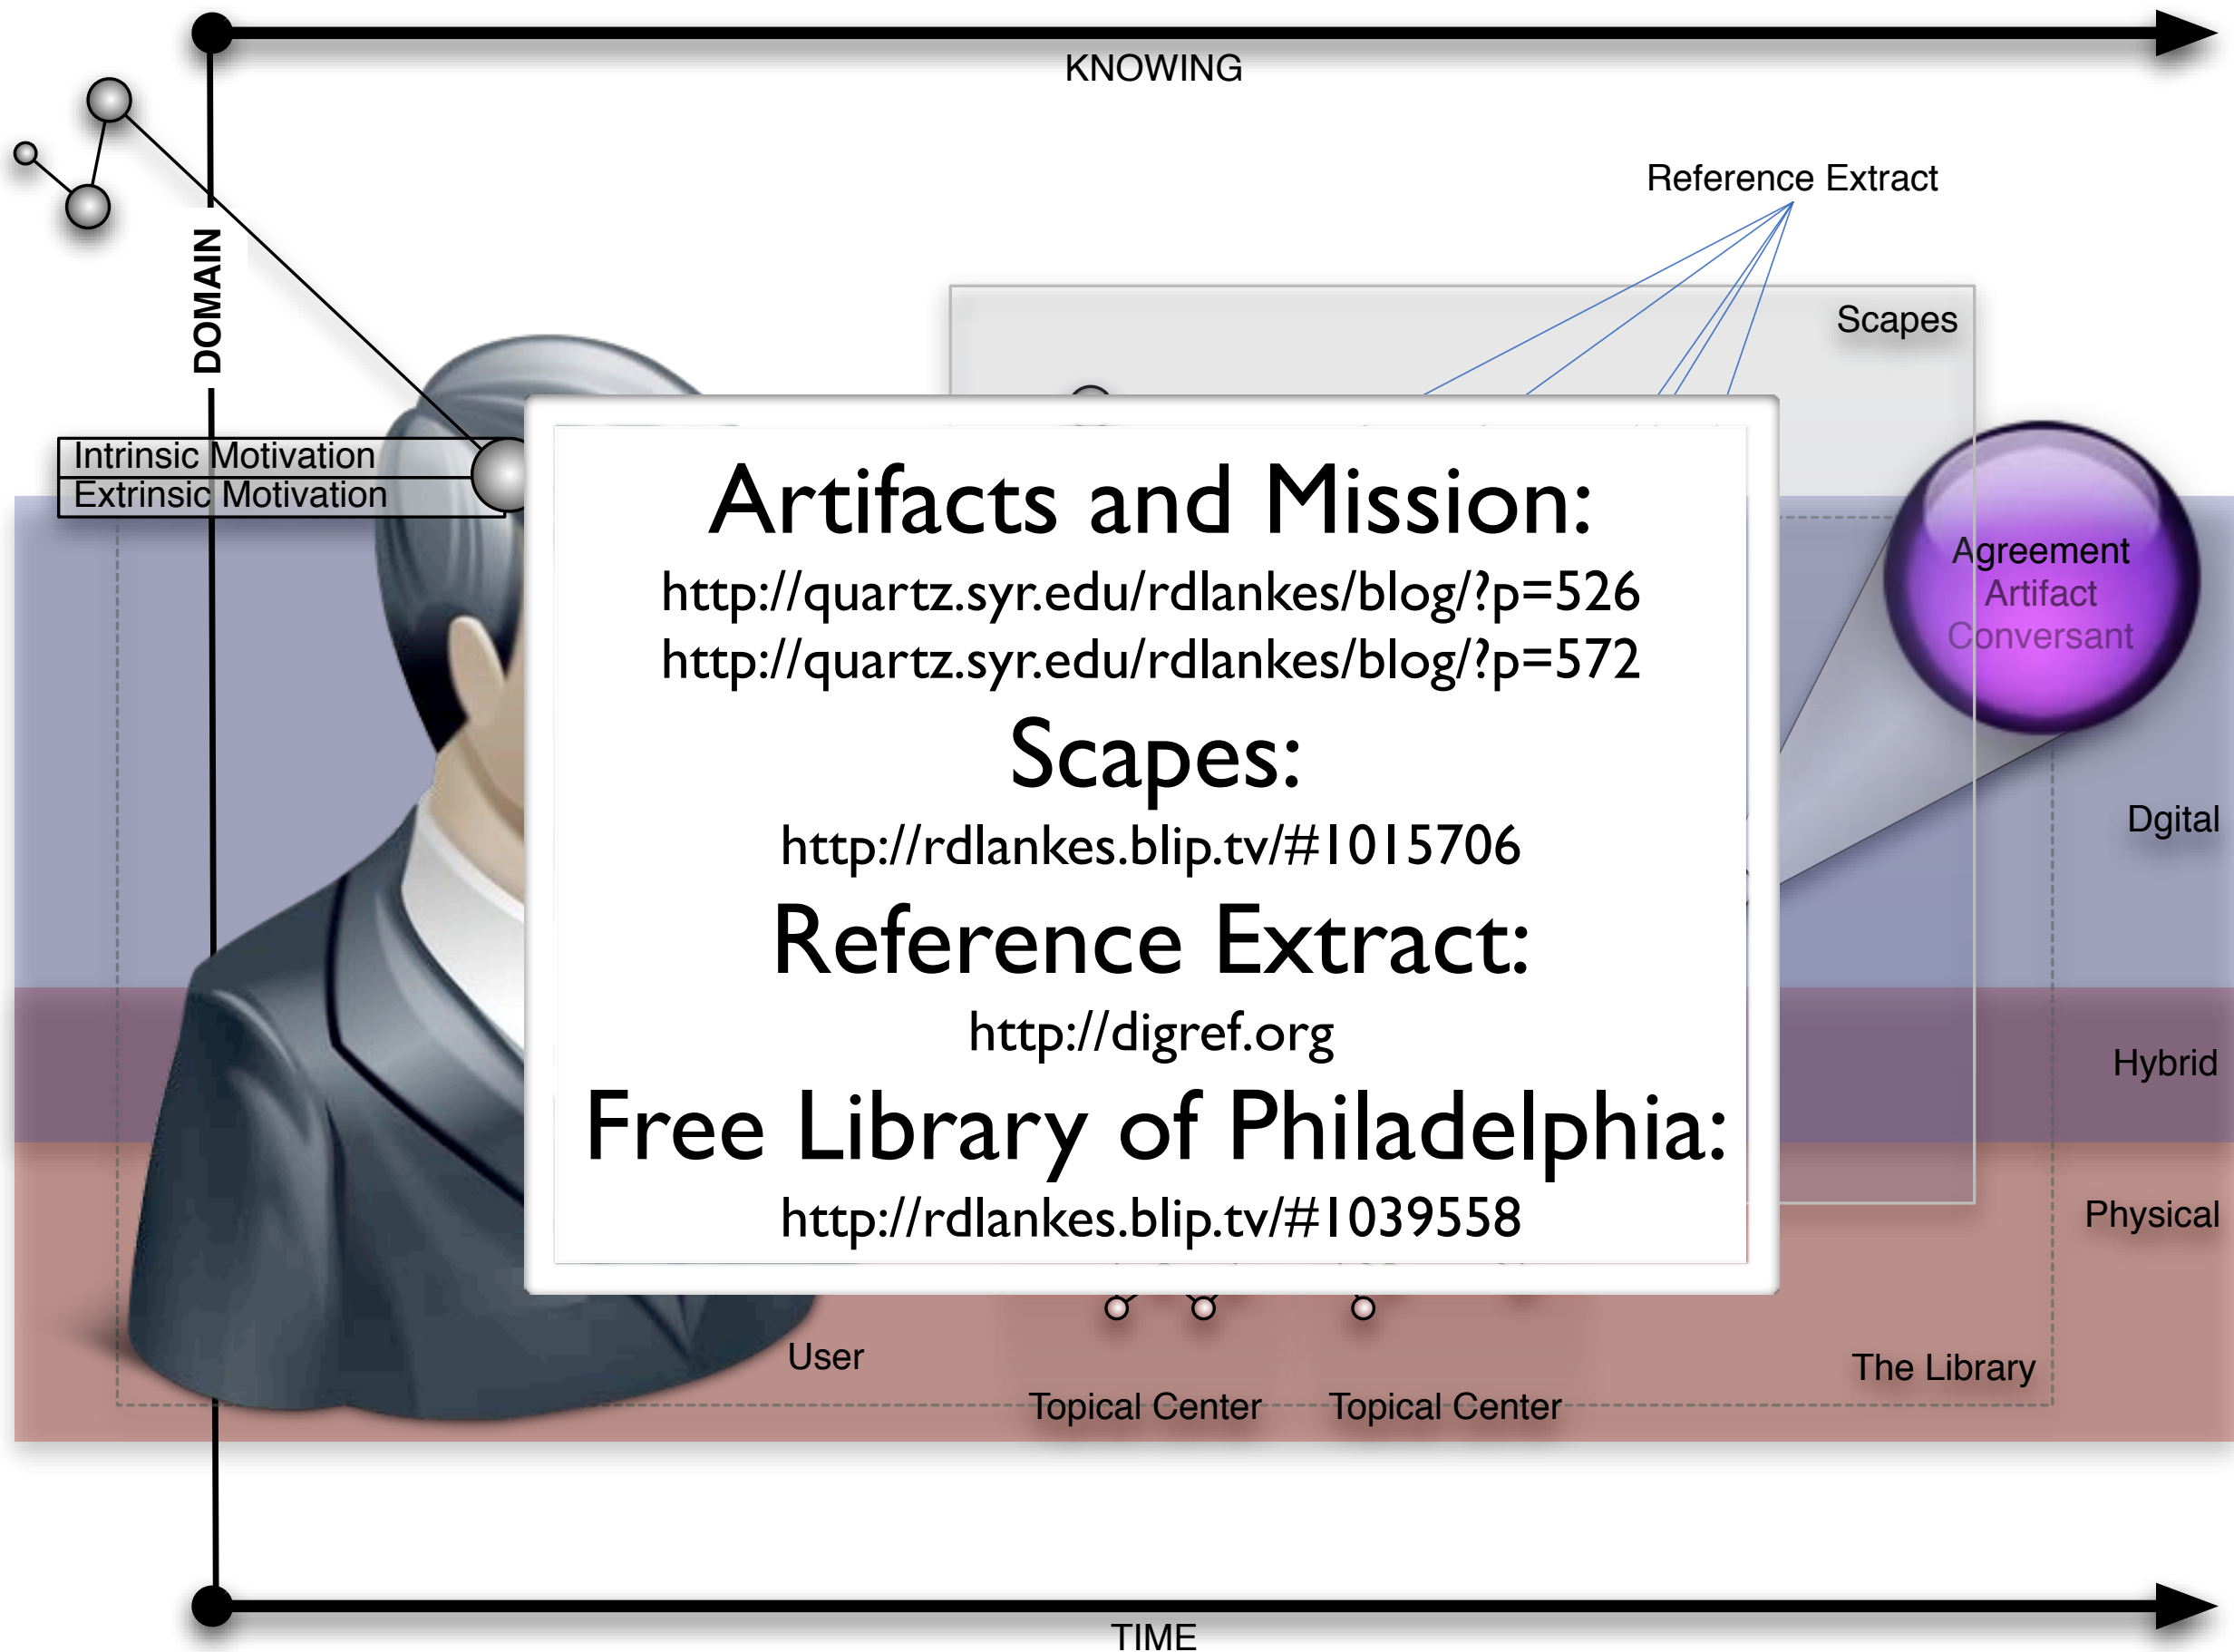 KNOWING
Reference Extract
Scapes
DOMAIN
Intrinsic Motivation
Extrinsic Motivation
Artifacts and Mission:
http://quartz.syr.edu/rdlankes/blog/?p=526
http://quartz.syr.edu/rdlankes/blog/?p=572
Scapes:
http://rdlankes.blip.tv/#1015706
Reference Extract:
http://digref.org
Free Library of Philadelphia:
http://rdlankes.blip.tv/#1039558
Agreement
Artifact
Conversant
Dgital
Hybrid
Physical
User
The Library
Topical Center
Topical Center
TIME